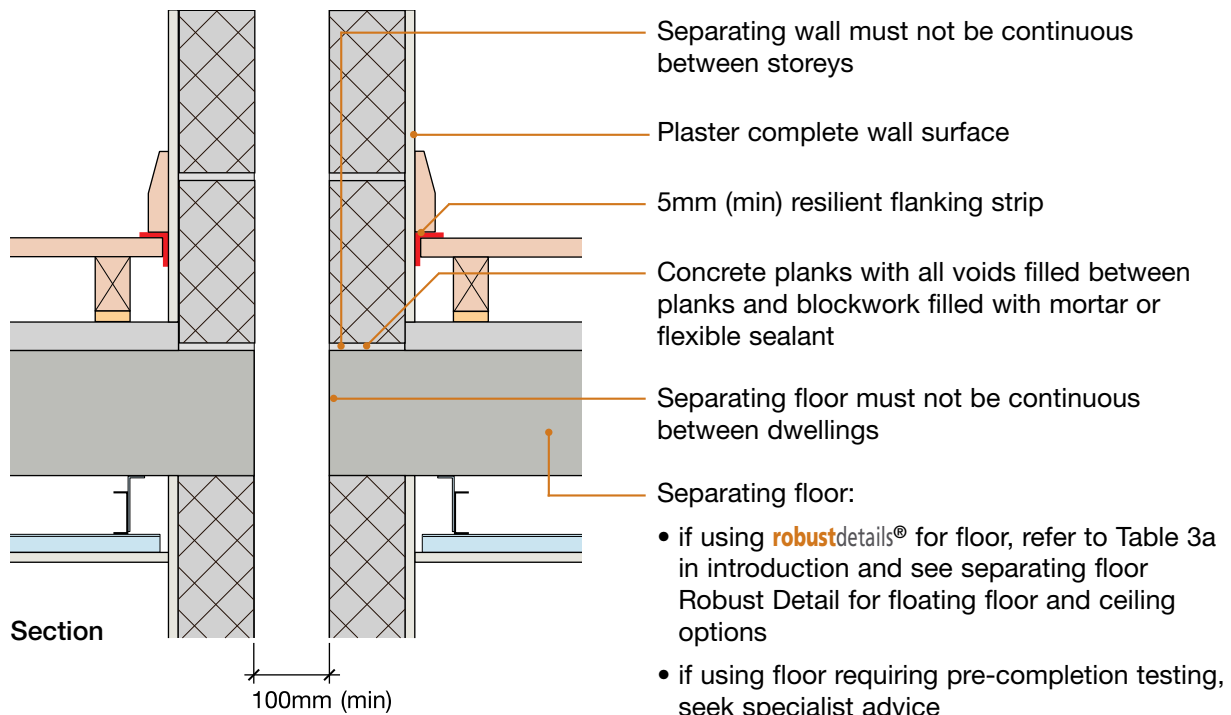 Separating wall must not be continuous
between storeys
Plaster complete wall surface
5mm (min) resilient flanking strip
Concrete planks with all voids filled between
planks and blockwork filled with mortar or
flexible sealant
Separating floor must not be continuous
between dwellings
Separating floor:
• if using robustdetails® for floor, refer to Table 3a
in introduction and see separating floor
Robust Detail for floating floor and ceiling
options
• if using floor requiring pre-completion testing,
seek specialist advice
Section
100mm (min)